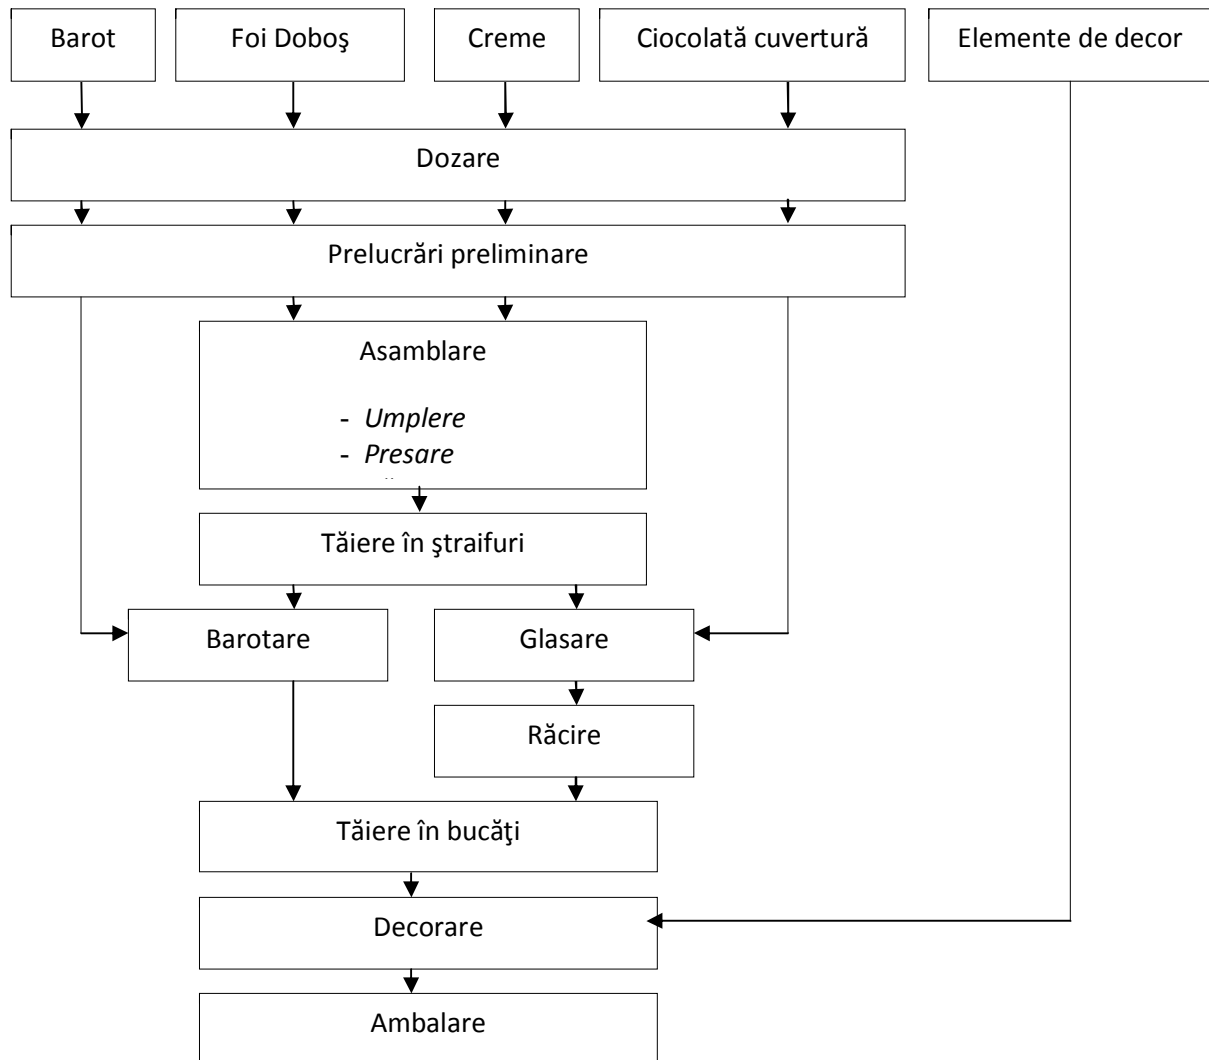 Barot
Foi Doboş
Creme
Ciocolată cuvertură
Elemente de decor
Dozare
Prelucrări preliminare
Asamblare
- Umplere
- Presare
Tăiere în ştraifuri
Barotare
Glasare
Răcire
Tăiere în bucăţi
Decorare
Ambalare